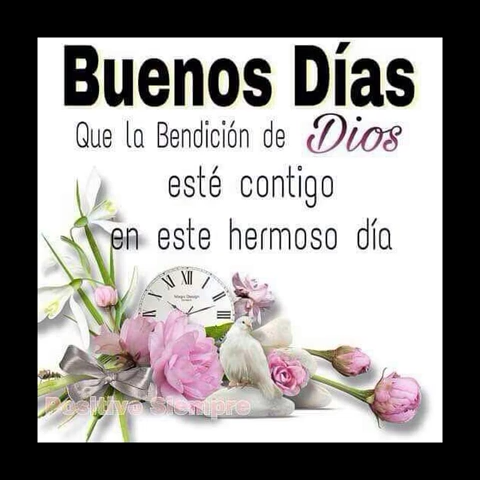 Buenos Días
Que la Bendición de Dios
esté contigo
en este hermoso día
Positivo Siempre